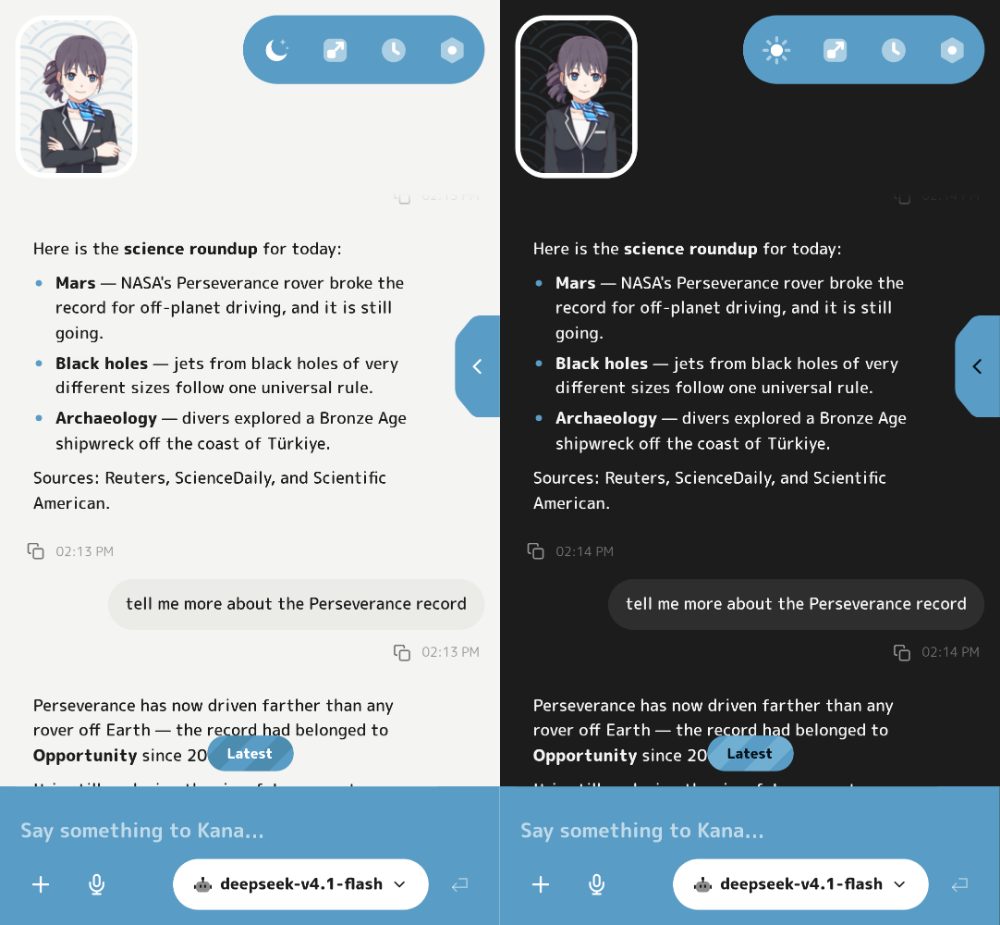 02:13 PM
Here is the science roundup for today:
Mars — NASA's Perseverance rover broke the
record for off-planet driving, and it is still
going.
Black holes — jets from black holes of very
different sizes follow one universal rule.
Archaeology — divers explored a Bronze Age
shipwreck off the coast of Türkiye.
Sources: Reuters, ScienceDaily, and Scientific
American.
02:13 PM
tell me more about the Perseverance record
02:13 PM
Perseverance has now driven farther than any
rover off Earth — the record had belonged to
Opportunity since 20
Latest
Say something to Kana...
deepseek-v4.1-flash
02:14 PM
Here is the science roundup for today:
Mars — NASA's Perseverance rover broke the
record for off-planet driving, and it is still
going.
Black holes — jets from black holes of very
different sizes follow one universal rule.
Archaeology — divers explored a Bronze Age
shipwreck off the coast of Türkiye.
Sources: Reuters, ScienceDaily, and Scientific
American.
02:14 PM
tell me more about the Perseverance record
02:14 PM
Perseverance has now driven farther than any
rover off Earth — the record had belonged to
Opportunity since 20
Latest
Say something to Kana...
deepseek-v4.1-flash